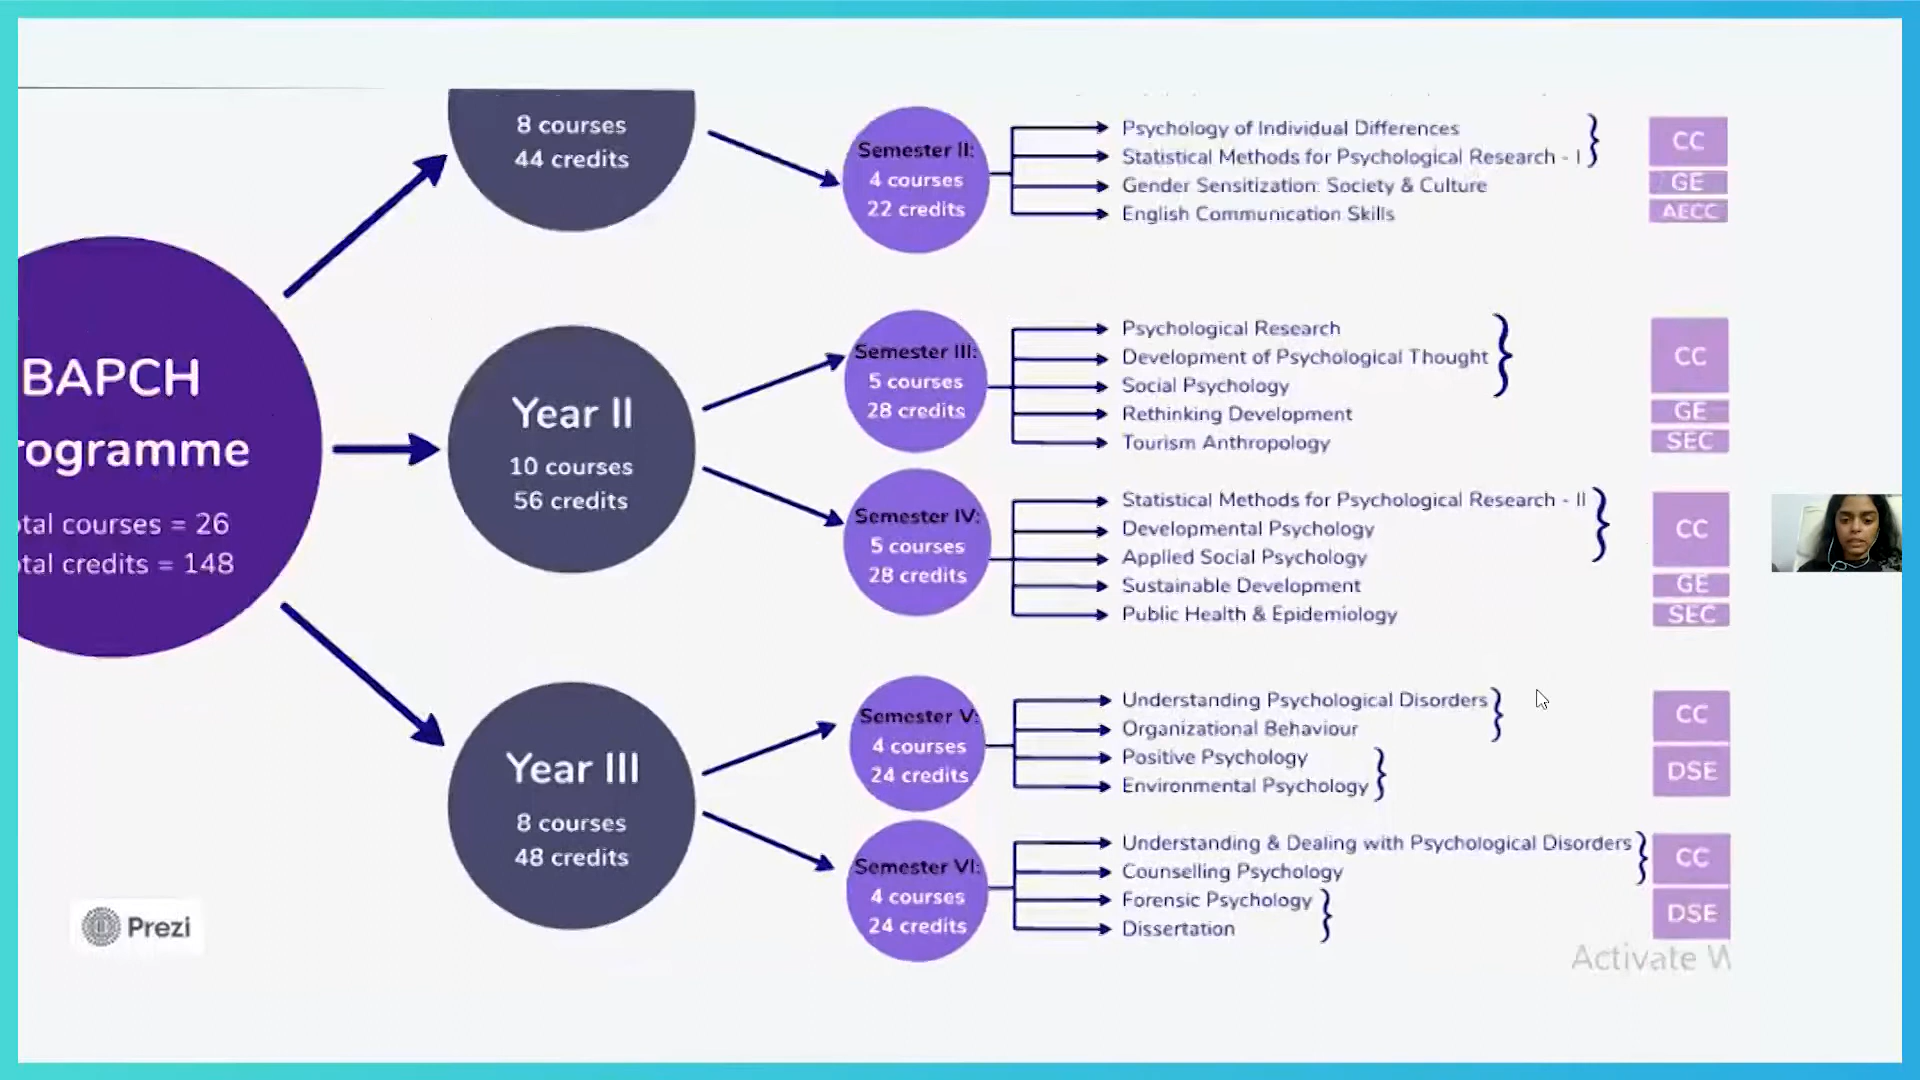 8 courses
44 credits
Semester II:
4 courses
22 credits
Psychology of Individual Differences
Statistical Methods for Psychological Research - I
Gender Sensitization: Society & Culture
English Communication Skills
CC
GE
AECC
BAPCH
rogramme
tal courses = 26
tal credits = 148
Year II
10 courses
56 credits
Semester III:
5 courses
28 credits
Psychological Research
Development of Psychological Thought
Social Psychology
Rethinking Development
Tourism Anthropology
CC
GE
SEC
Semester IV:
5 courses
28 credits
Statistical Methods for Psychological Research - II
Developmental Psychology
Applied Social Psychology
Sustainable Development
Public Health & Epidemiology
CC
GE
SEC
Year III
8 courses
48 credits
Semester V:
4 courses
24 credits
Understanding Psychological Disorders
Organizational Behaviour
Positive Psychology
Environmental Psychology
CC
DSE
Semester VI:
4 courses
24 credits
Understanding & Dealing with Psychological Disorders
Counselling Psychology
Forensic Psychology
Dissertation
CC
DSE
Prezi
Activate W